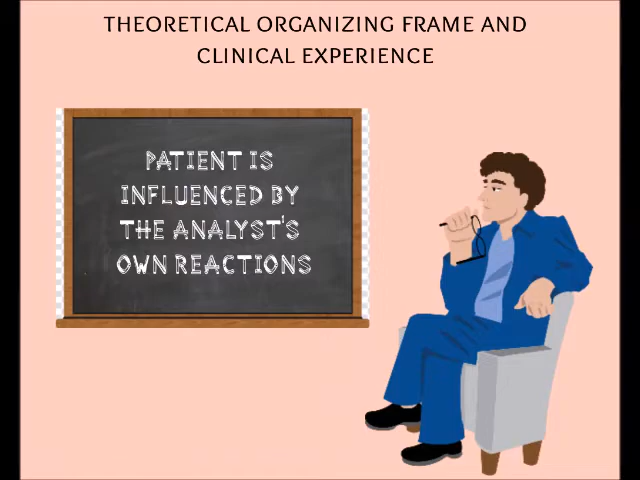 THEORETICAL ORGANIZING FRAME AND
CLINICAL EXPERIENCE
PATIENT IS
INFLUENCED BY
THE ANALYST'S
OWN REACTIONS